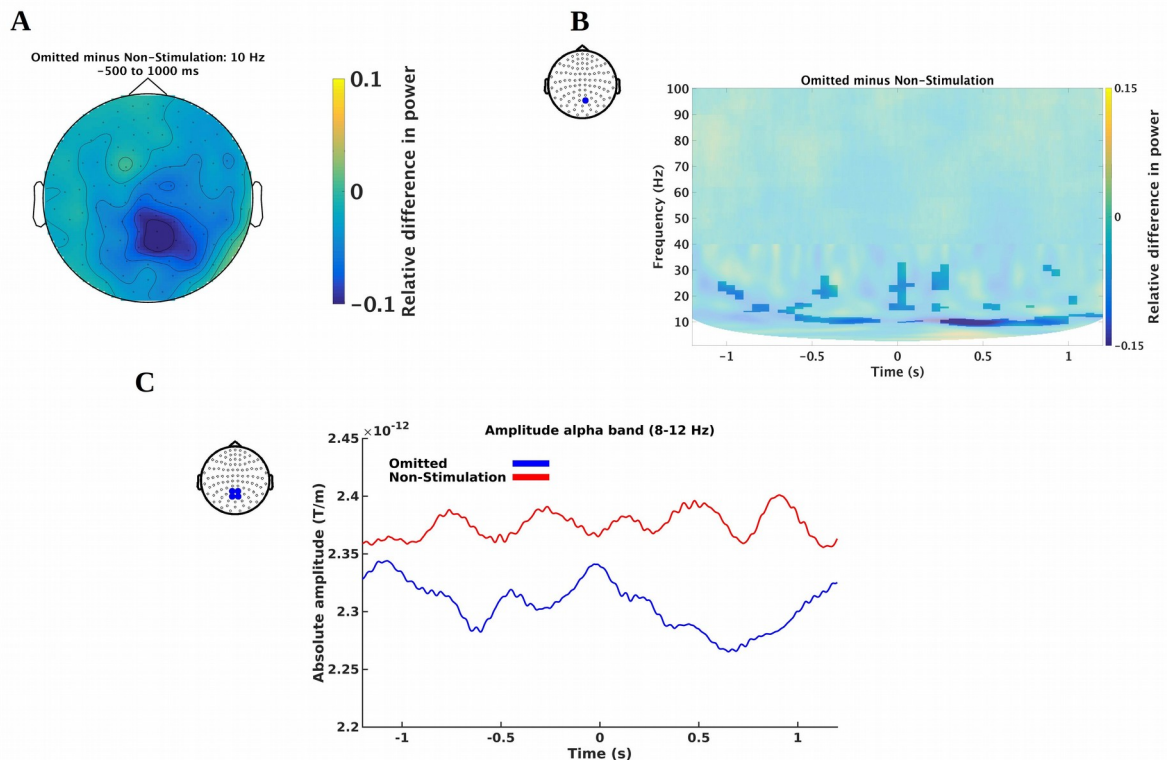 A
Omitted minus Non-Stimulation: 10 Hz
−500 to 1000 ms
0.1
0
−0.1
Relative difference in power
B
Omitted minus Non-Stimulation
100
90
80
70
60
50
40
30
20
10
Frequency (Hz)
−1
−0.5
0
0.5
1
Time (s)
0.15
0
−0.15
Relative difference in power
C
Amplitude alpha band (8-12 Hz)
×10⁻¹²
2.45
2.4
2.35
2.3
2.25
2.2
Absolute amplitude (T/m)
Omitted
Non-Stimulation
-1
-0.5
0
0.5
1
Time (s)